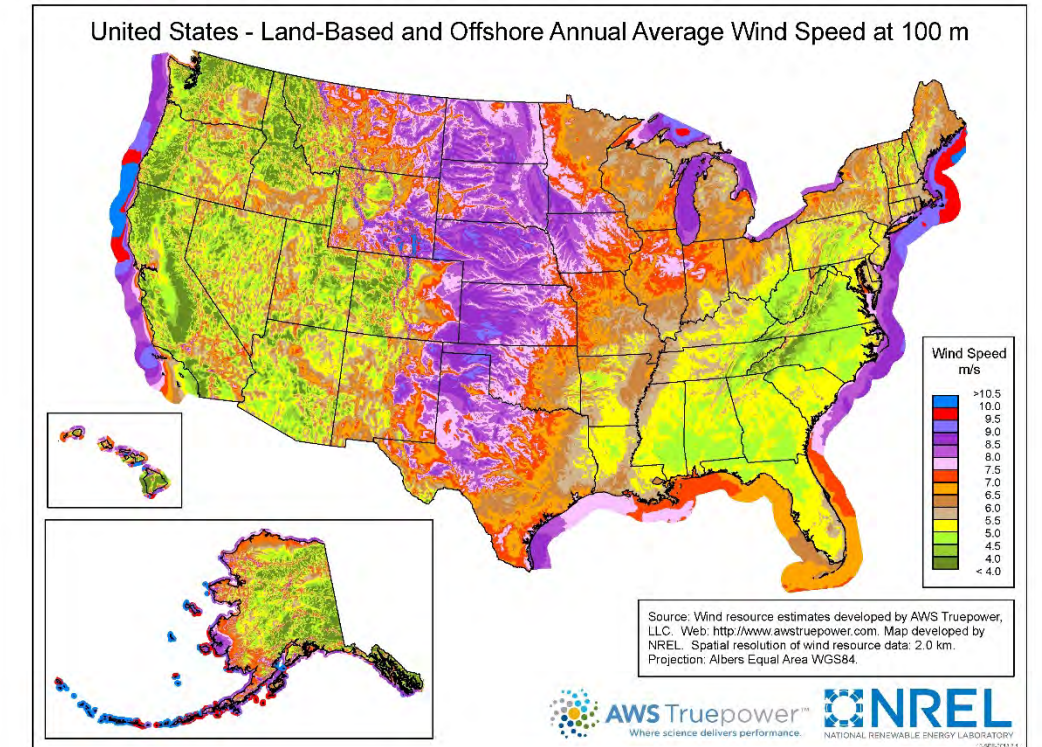 United States - Land-Based and Offshore Annual Average Wind Speed at 100 m
Wind Speed
m/s
>10.5
10.0
9.5
9.0
8.5
8.0
7.5
7.0
6.5
6.0
5.5
5.0
4.5
4.0
< 4.0
Source: Wind resource estimates developed by AWS Truepower,
LLC. Web: http://www.awstruepower.com. Map developed by
NREL. Spatial resolution of wind resource data: 2.0 km.
Projection: Albers Equal Area WGS84.
AWS Truepower™
Where science delivers performance.
NREL
NATIONAL RENEWABLE ENERGY LABORATORY